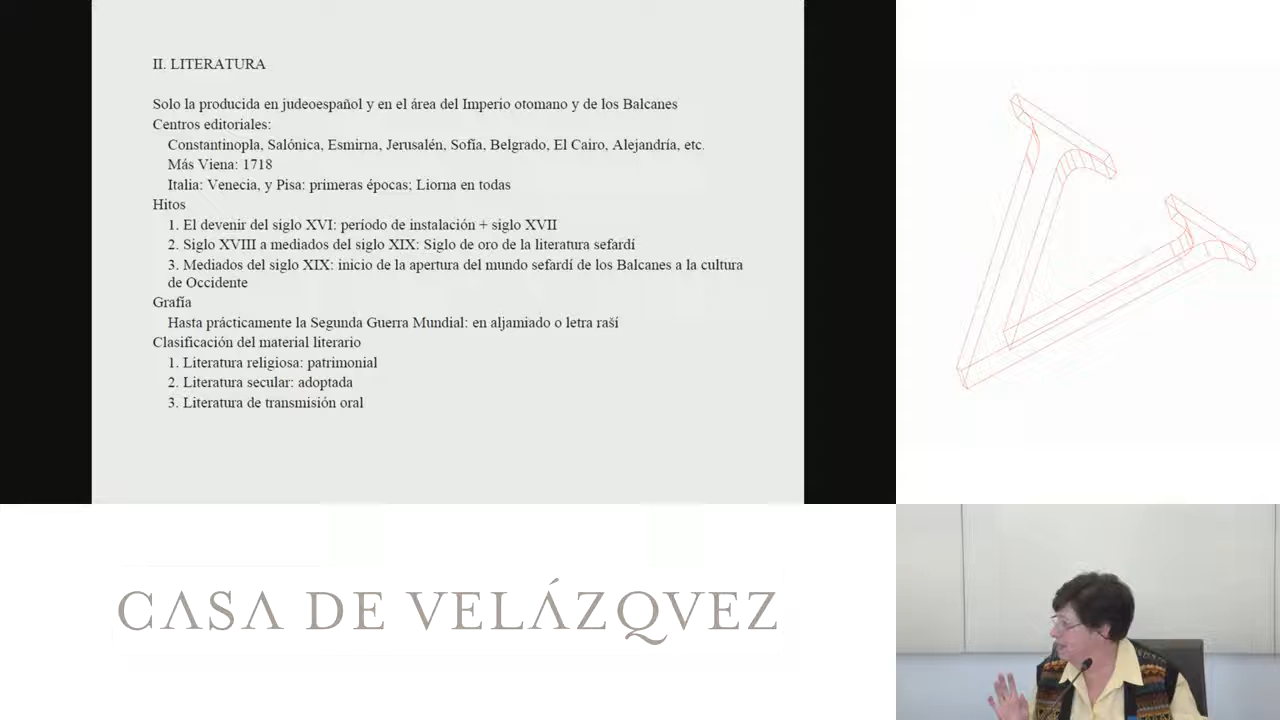 II. LITERATURA
Solo la producida en judeoespañol y en el área del Imperio otomano y de los Balcanes
Centros editoriales:
Constantinopla, Salónica, Esmirna, Jerusalén, Sofía, Belgrado, El Cairo, Alejandría, etc.
Más Viena: 1718
Italia: Venecia, y Pisa: primeras épocas; Liorna en todas
Hitos
1. El devenir del siglo XVI: período de instalación + siglo XVII
2. Siglo XVIII a mediados del siglo XIX: Siglo de oro de la literatura sefardí
3. Mediados del siglo XIX: inicio de la apertura del mundo sefardí de los Balcanes a la cultura
de Occidente
Grafía
Hasta prácticamente la Segunda Guerra Mundial: en aljamiado o letra raší
Clasificación del material literario
1. Literatura religiosa: patrimonial
2. Literatura secular: adoptada
3. Literatura de transmisión oral
CASA DE VELÁZQVEZ